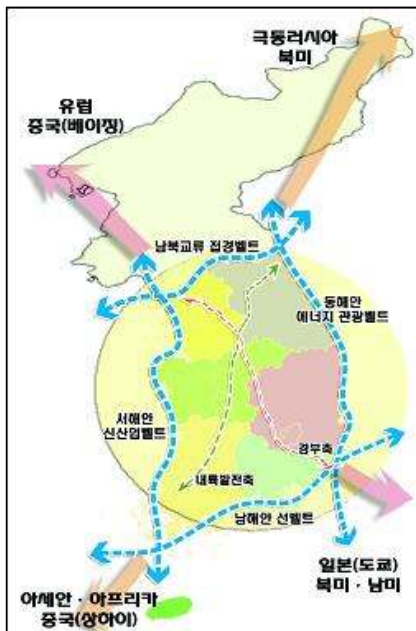 극동러시아
북미
유럽
중국(베이징)
남북교류 접경벨트
동해안
에너지 관광벨트
서해안
신산업벨트
경부축
내륙발전축
남해안 선벨트
일본(도쿄)
북미 · 남미
아세안 · 아프리카
중국(상하이)